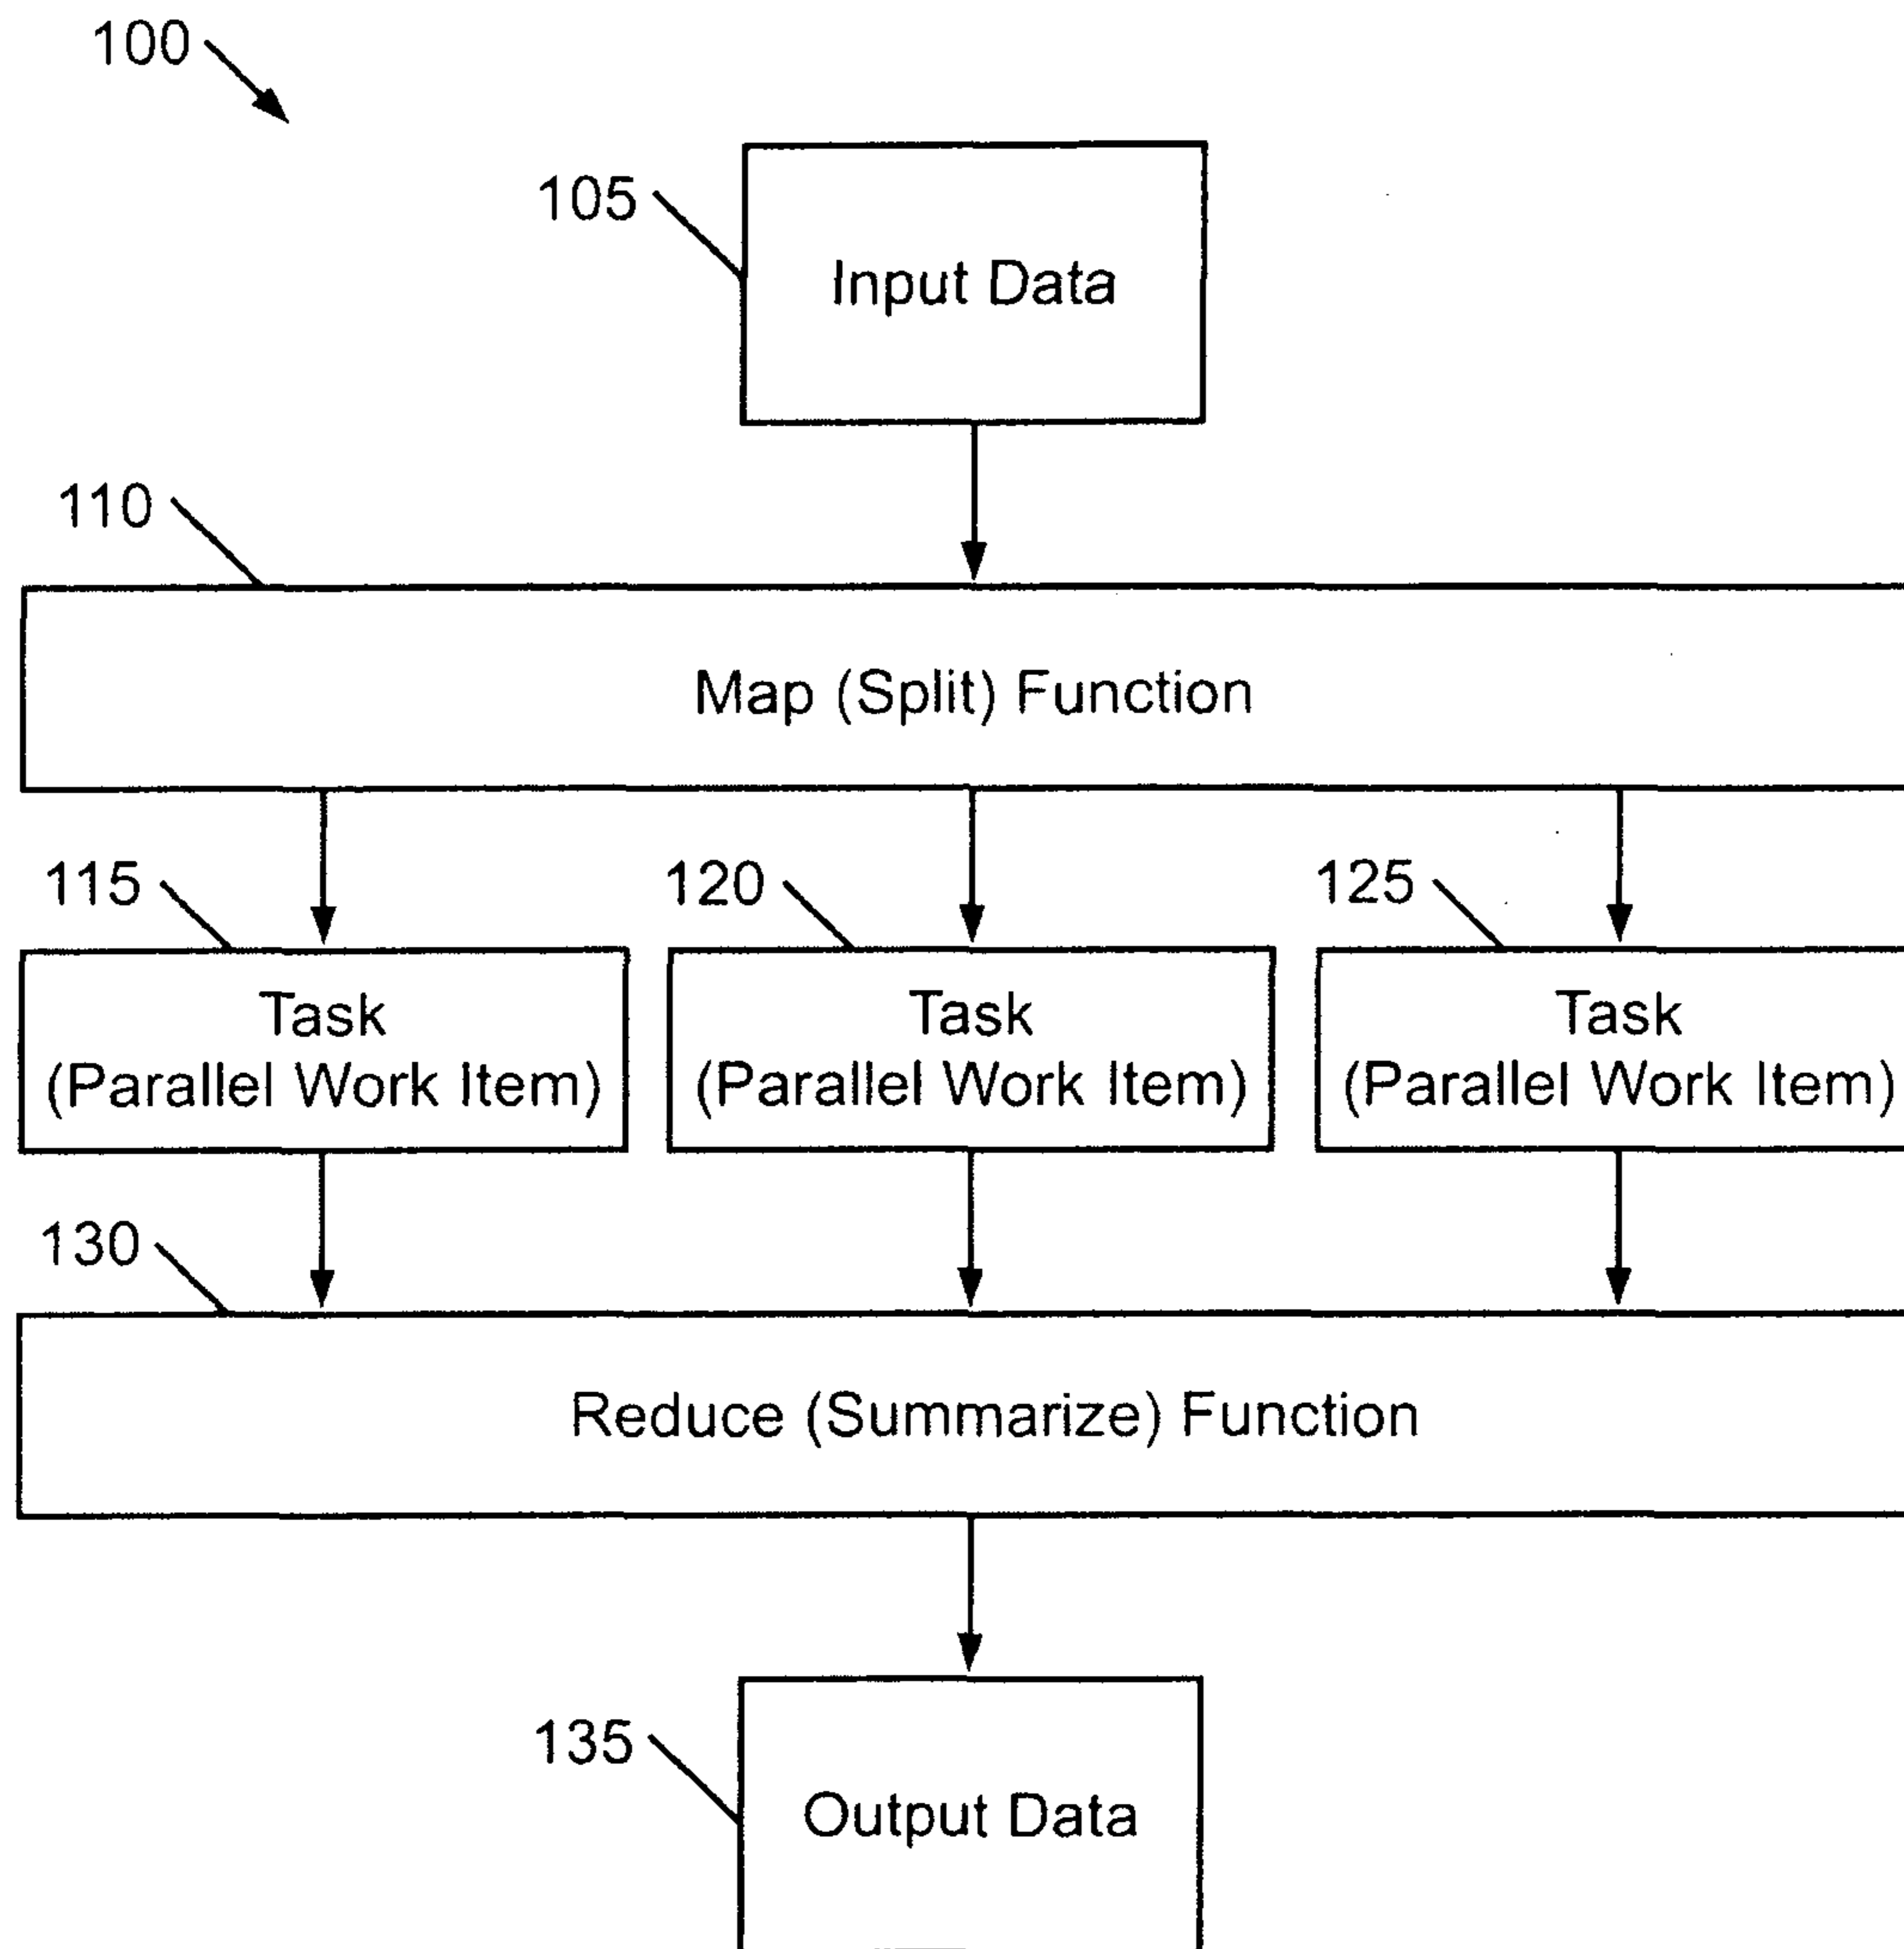 100
105
Input Data
110
Map (Split) Function
115
120
125
Task
(Parallel Work Item)
Task
(Parallel Work Item)
Task
(Parallel Work Item)
130
Reduce (Summarize) Function
135
Output Data